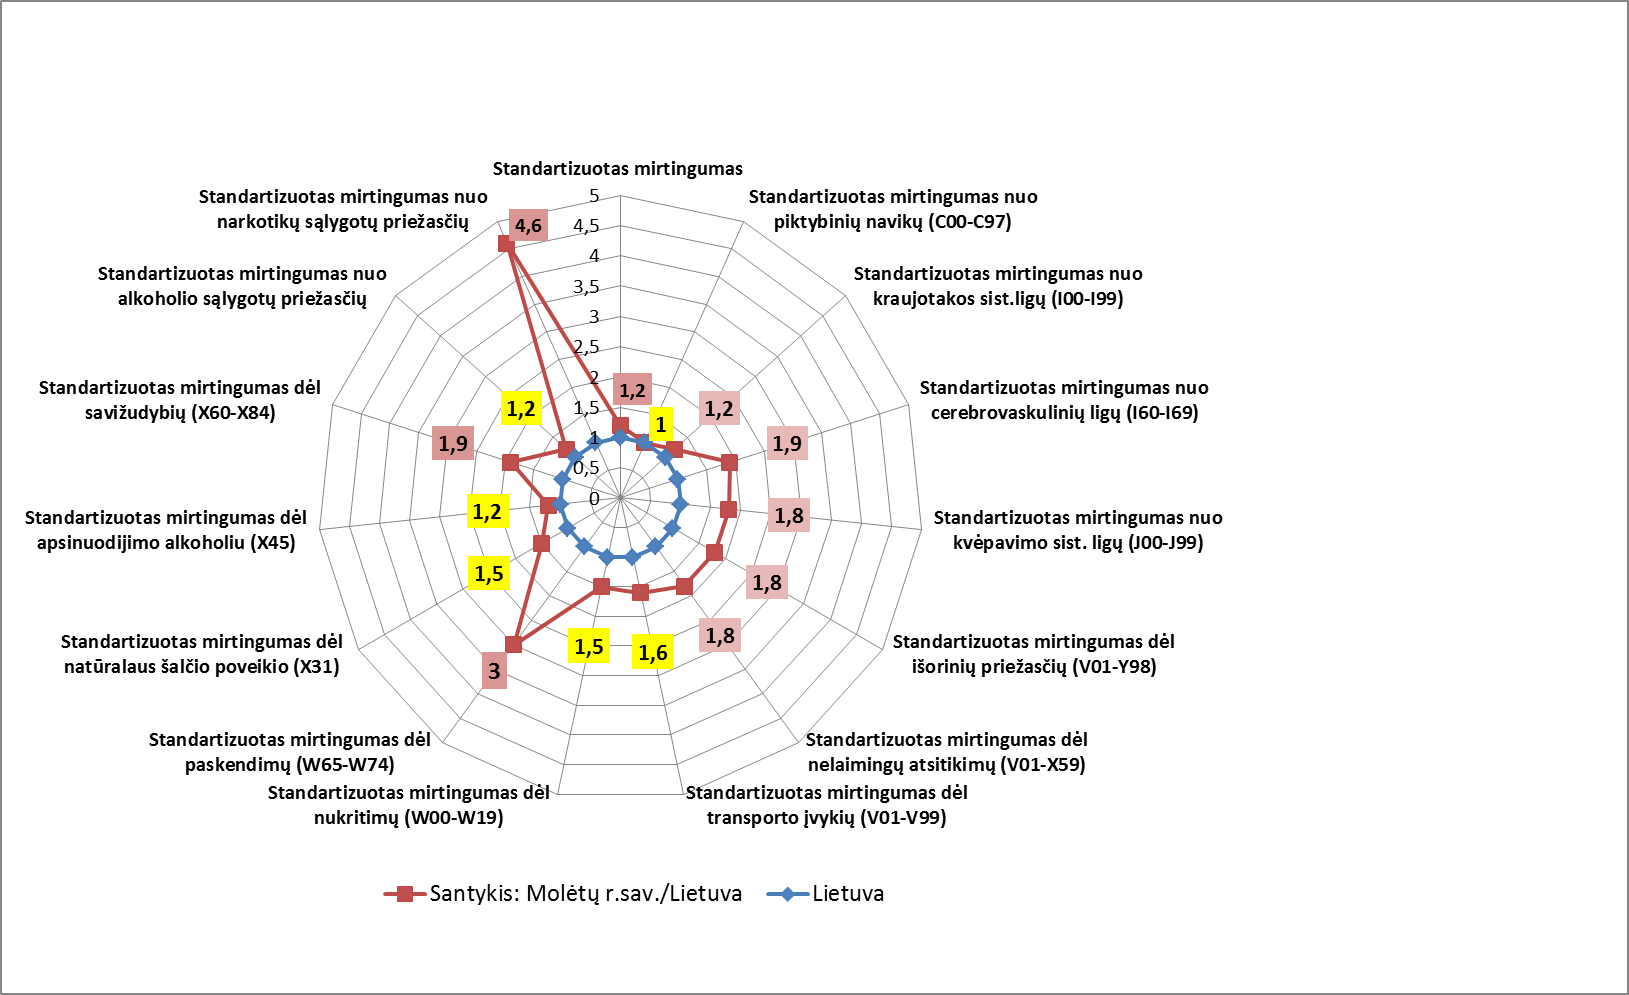 Standartizuotas mirtingumas
Standartizuotas mirtingumas nuo
piktybinių navikų (C00-C97)
Standartizuotas mirtingumas nuo
kraujotakos sist.ligų (I00-I99)
Standartizuotas mirtingumas nuo
cerebrovaskulinių ligų (I60-I69)
Standartizuotas mirtingumas nuo
kvėpavimo sist. ligų (J00-J99)
Standartizuotas mirtingumas dėl
išorinių priežasčių (V01-Y98)
Standartizuotas mirtingumas dėl
nelaimingų atsitikimų (V01-X59)
Standartizuotas mirtingumas dėl
transporto įvykių (V01-V99)
Standartizuotas mirtingumas dėl
nukritimų (W00-W19)
Standartizuotas mirtingumas dėl
paskendimų (W65-W74)
Standartizuotas mirtingumas dėl
natūralaus šalčio poveikio (X31)
Standartizuotas mirtingumas dėl
apsinuodijimo alkoholiu (X45)
Standartizuotas mirtingumas dėl
savižudybių (X60-X84)
Standartizuotas mirtingumas nuo
alkoholio sąlygotų priežasčių
Standartizuotas mirtingumas nuo
narkotikų sąlygotų priežasčių
5
4,5
4
3,5
3
2,5
2
1,5
1
0,5
0
1,2
1
1,2
1,9
1,8
1,8
1,8
1,6
1,5
3
1,5
1,2
1,9
1,2
4,6
Santykis: Molėtų r.sav./Lietuva
Lietuva